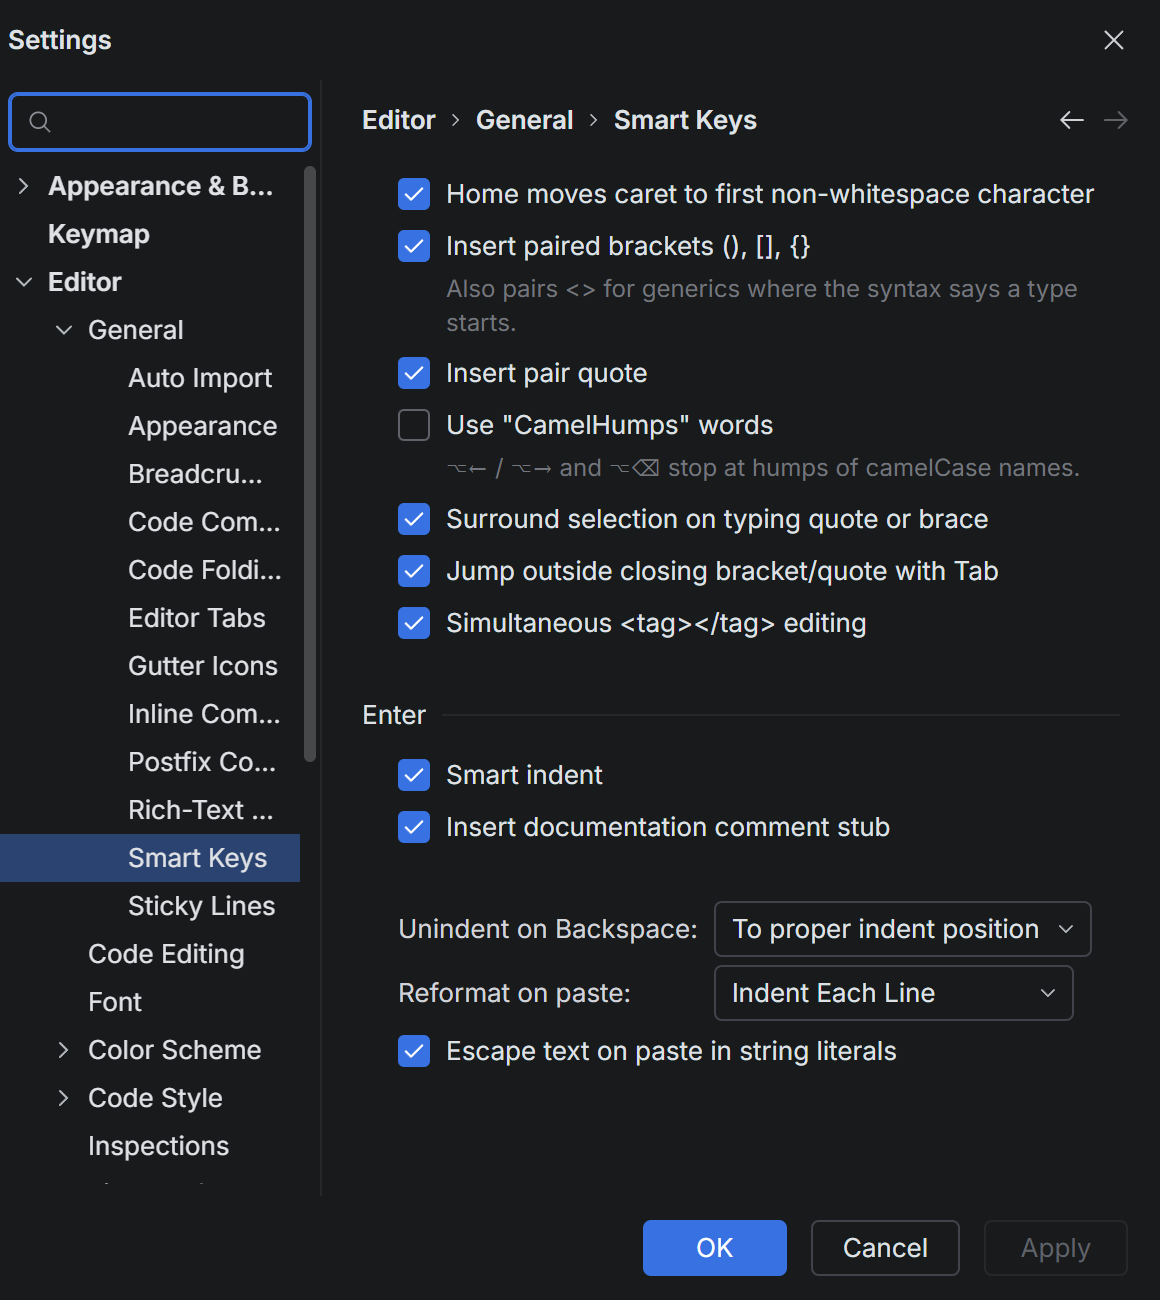 Settings
Appearance & B...
Keymap
Editor
General
Auto Import
Appearance
Breadcru...
Code Com...
Code Foldi...
Editor Tabs
Gutter Icons
Inline Com...
Postfix Co...
Rich-Text ...
Smart Keys
Sticky Lines
Code Editing
Font
Color Scheme
Code Style
Inspections
Editor › General › Smart Keys
Home moves caret to first non-whitespace character
Insert paired brackets (), [], {}
Also pairs <> for generics where the syntax says a type
starts.
Insert pair quote
Use "CamelHumps" words
⌥← / ⌥→ and ⌥⌫ stop at humps of camelCase names.
Surround selection on typing quote or brace
Jump outside closing bracket/quote with Tab
Simultaneous <tag></tag> editing
Enter
Smart indent
Insert documentation comment stub
Unindent on Backspace: To proper indent position
Reformat on paste: Indent Each Line
Escape text on paste in string literals
OK Cancel Apply